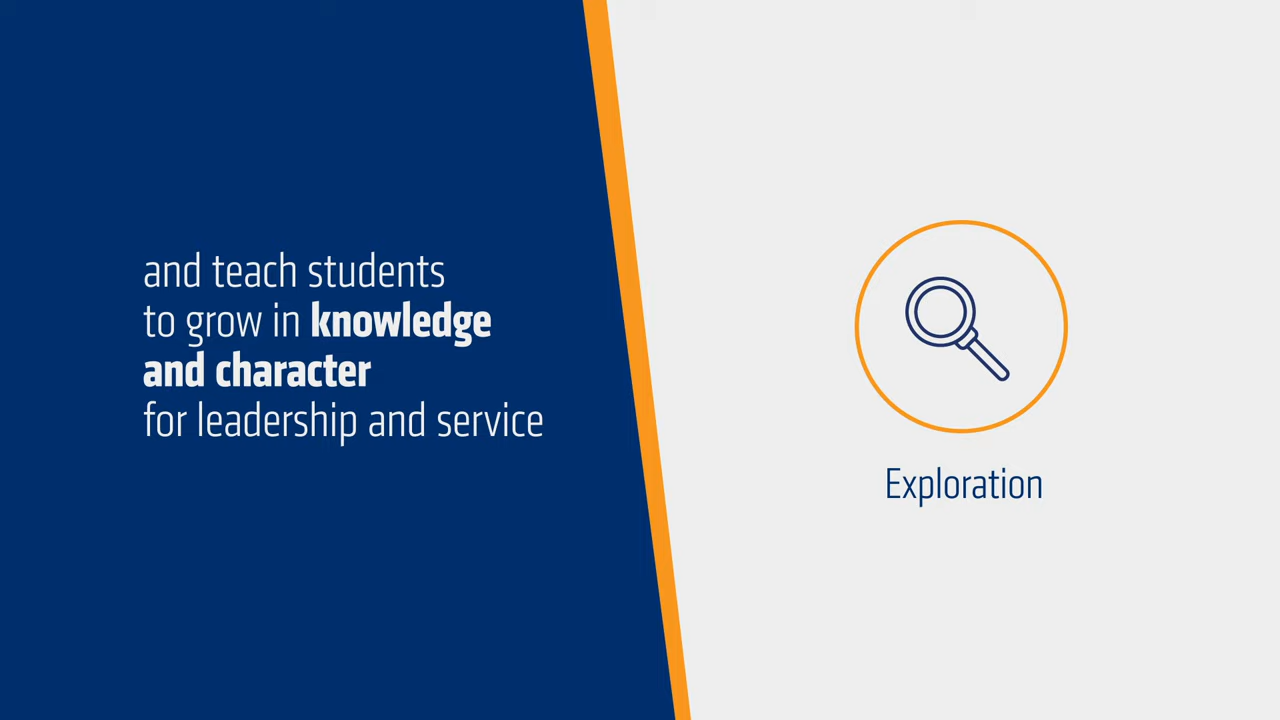 and teach students
to grow in knowledge
and character
for leadership and service
Exploration